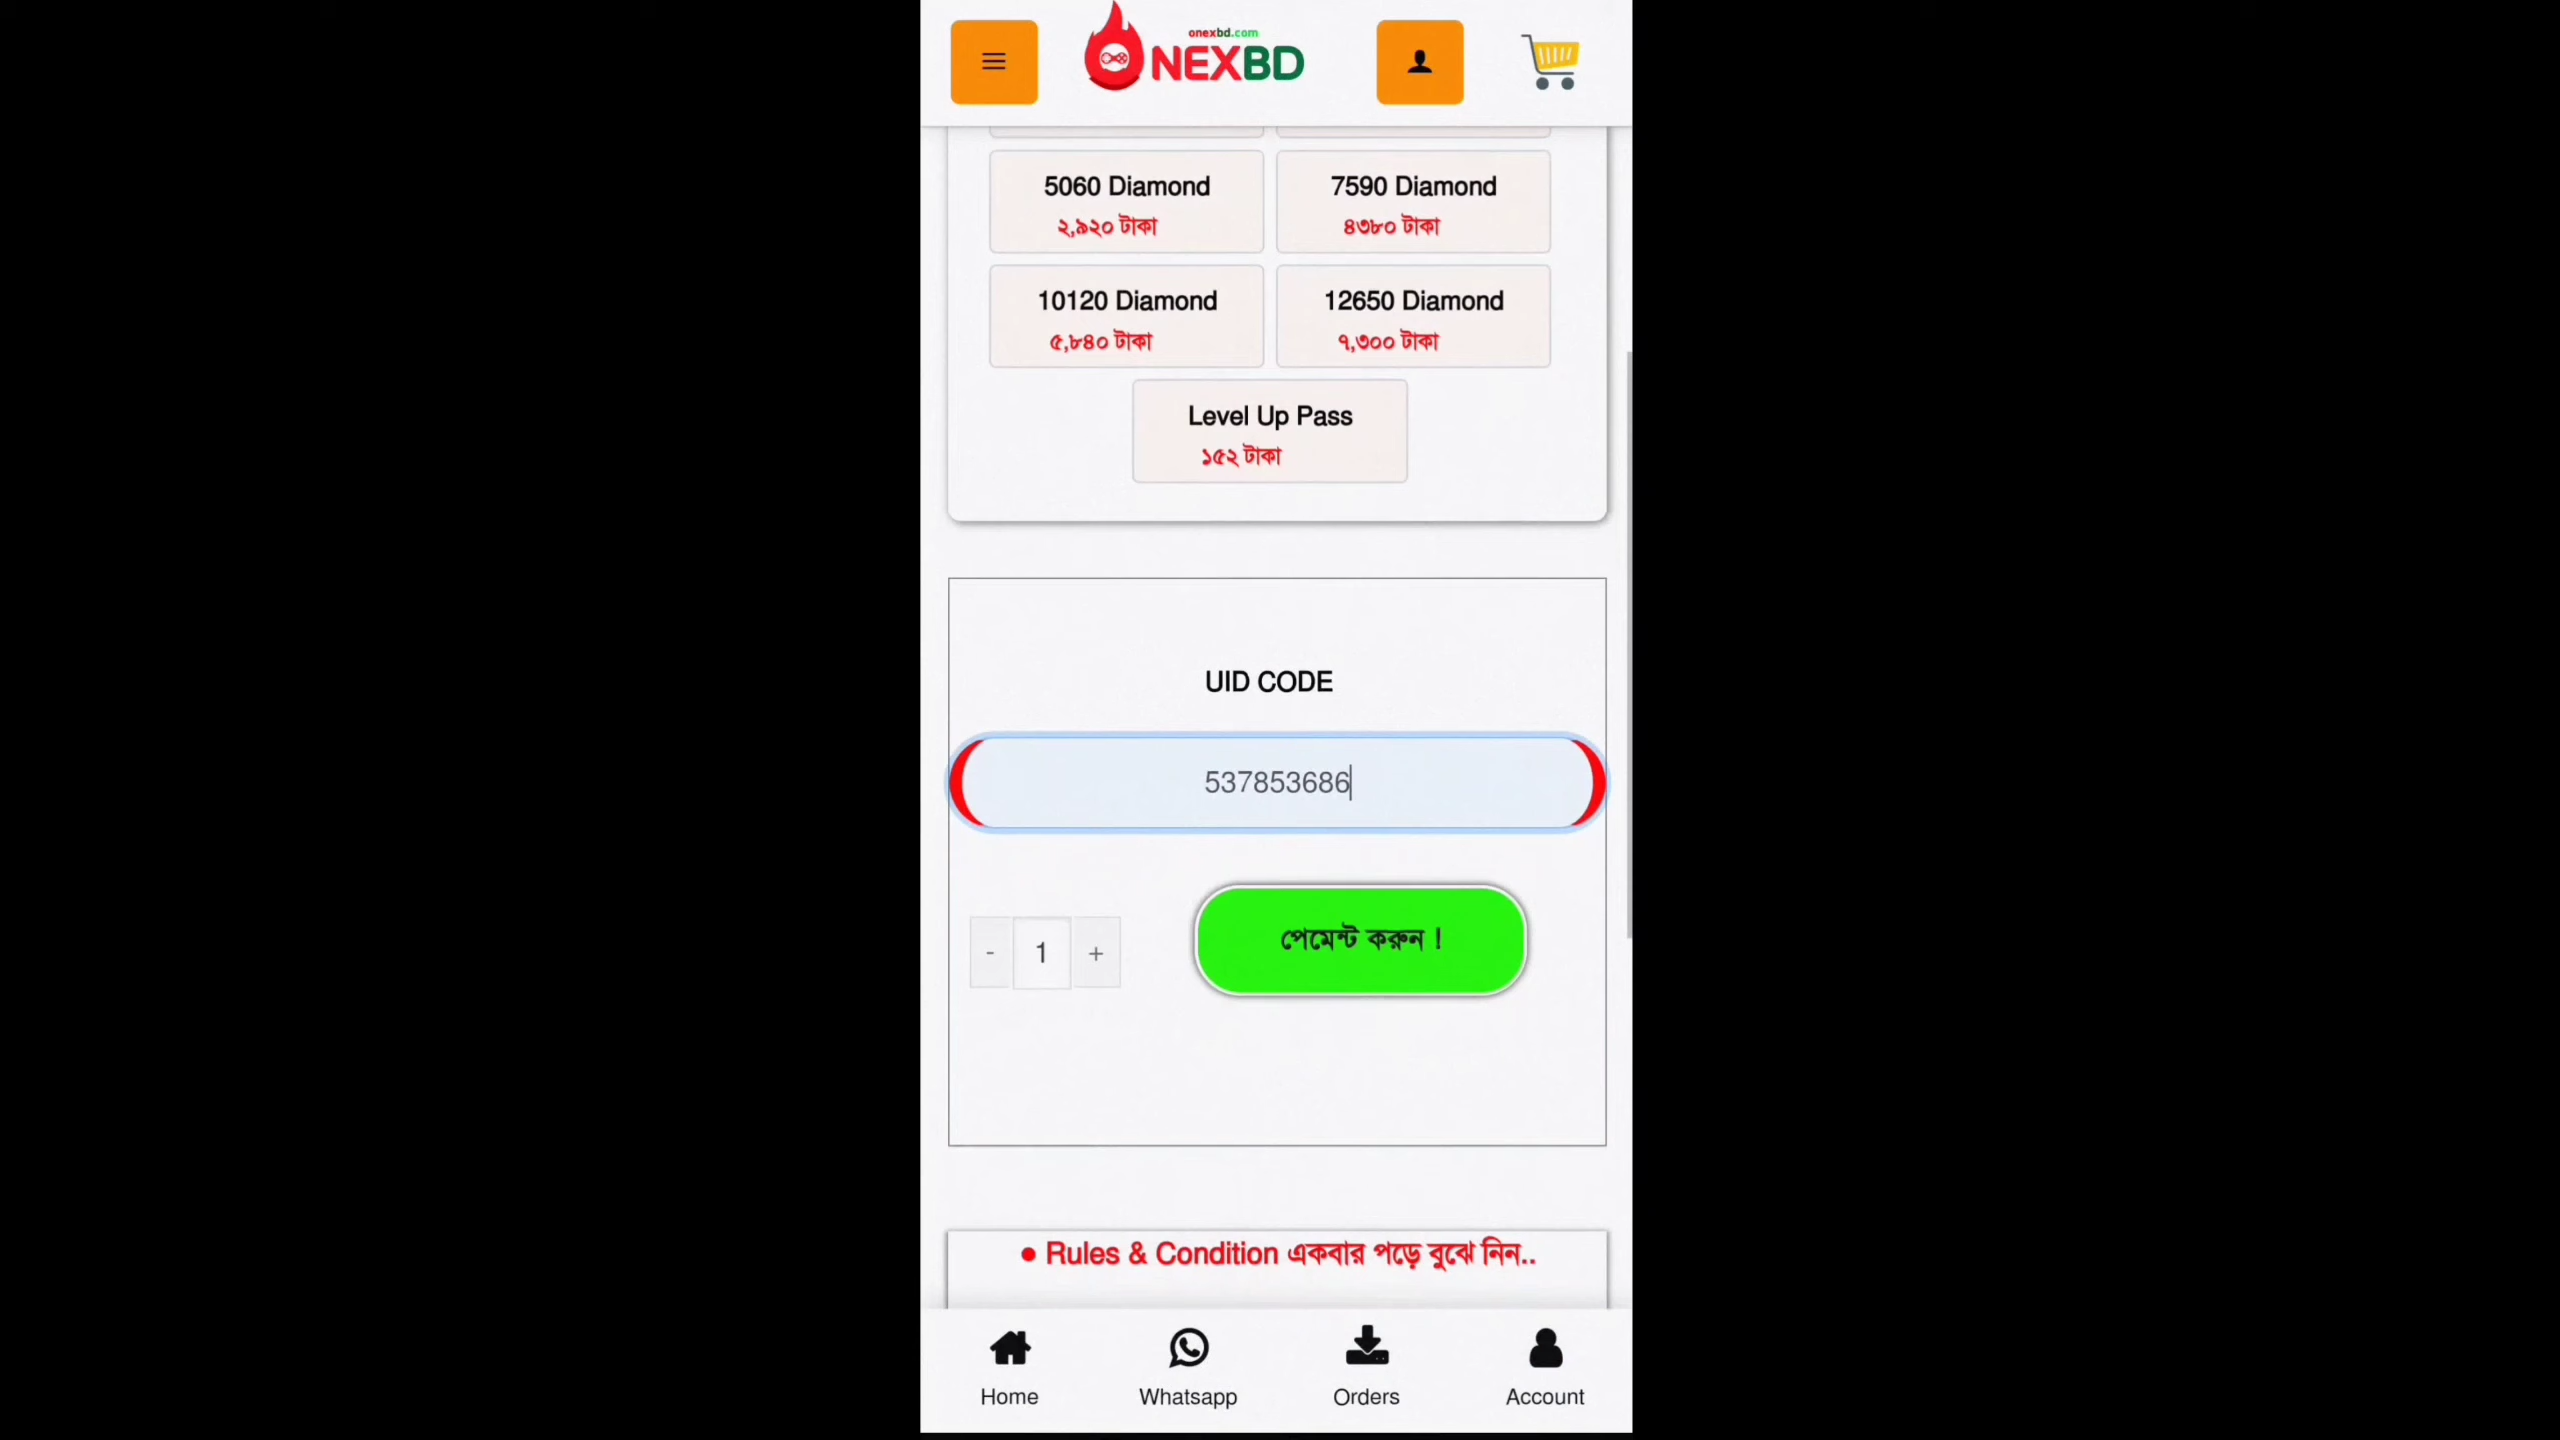 onexbd.com
NEXBD
5060 Diamond
২,৯২০ টাকা
7590 Diamond
৪৩৮০ টাকা
10120 Diamond
৫,৮৪০ টাকা
12650 Diamond
৭,৩০০ টাকা
Level Up Pass
১৫২ টাকা
UID CODE
537853686
- 1 +
পেমেন্ট করুন !
● Rules & Condition একবার পড়ে বুঝে নিন..
Home
Whatsapp
Orders
Account